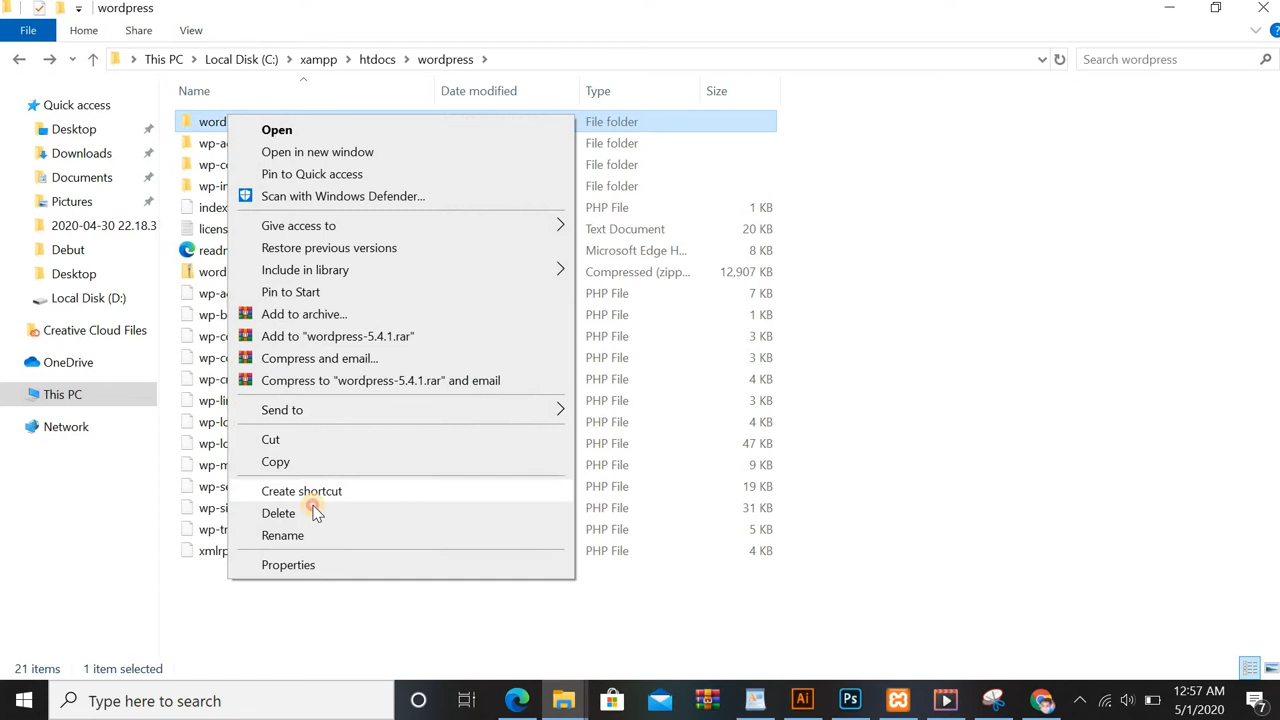 wordpress
File Home Share View
This PC Local Disk (C:) xampp htdocs wordpress
Search wordpress
Name Date modified Type Size
Quick access
Desktop
Downloads
Documents
Pictures
2020-04-30 22.18.3
Debut
Desktop
Local Disk (D:)
Creative Cloud Files
OneDrive
This PC
Network
word File folder
wp-a File folder
wp-c File folder
wp-in File folder
index PHP File 1 KB
licens Text Document 20 KB
readn Microsoft Edge H... 8 KB
word Compressed (zipp... 12,907 KB
wp-a PHP File 7 KB
wp-b PHP File 1 KB
wp-c PHP File 3 KB
wp-c PHP File 3 KB
wp-c PHP File 4 KB
wp-li PHP File 3 KB
wp-lo PHP File 4 KB
wp-lo PHP File 47 KB
wp-m PHP File 9 KB
wp-se PHP File 19 KB
wp-si PHP File 31 KB
wp-tr PHP File 5 KB
xmlrp PHP File 4 KB
Open
Open in new window
Pin to Quick access
Scan with Windows Defender...
Give access to
Restore previous versions
Include in library
Pin to Start
Add to archive...
Add to "wordpress-5.4.1.rar"
Compress and email...
Compress to "wordpress-5.4.1.rar" and email
Send to
Cut
Copy
Create shortcut
Delete
Rename
Properties
21 items 1 item selected
Type here to search
Ai
Ps
12:57 AM
5/1/2020
7